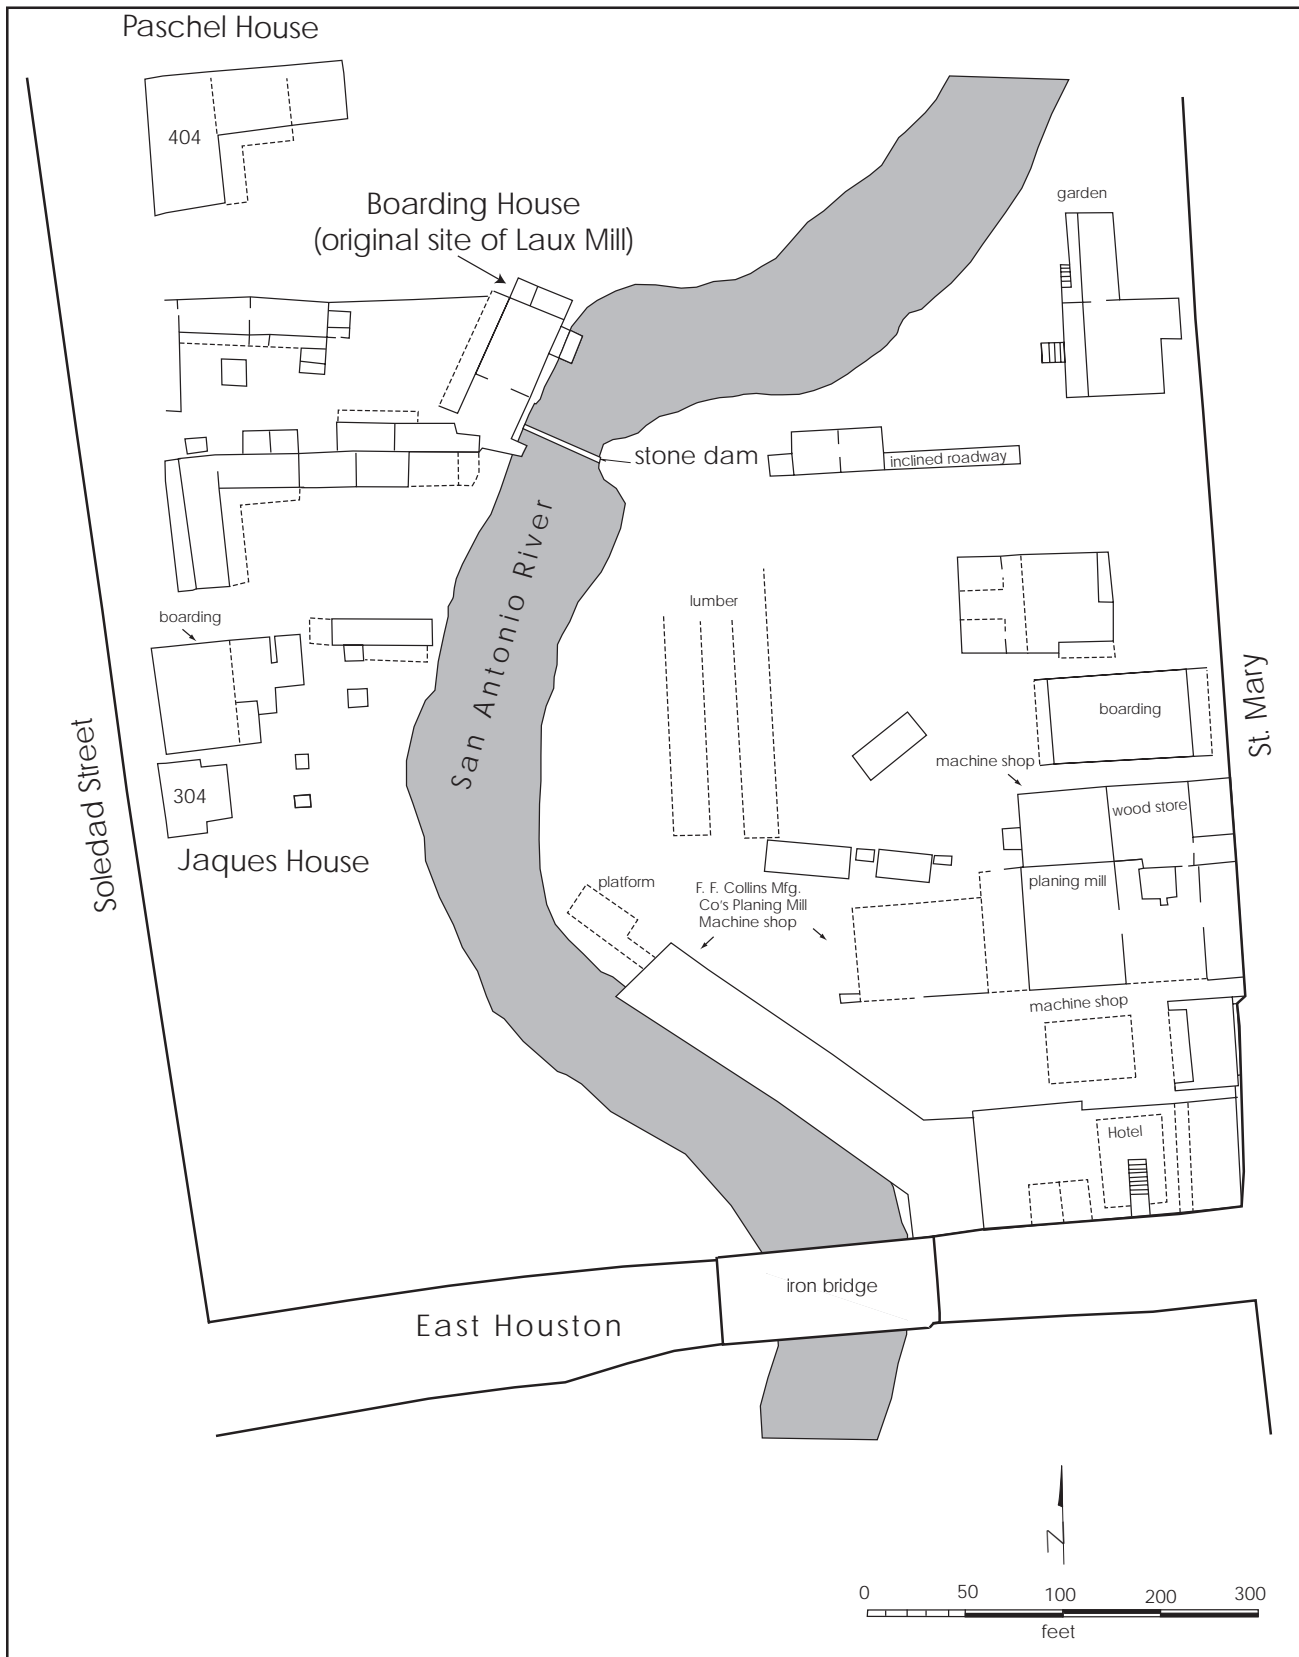 Paschel House
404
Boarding House
(original site of Laux Mill)
garden
stone dam
inclined roadway
San Antonio River
lumber
boarding
boarding
St. Mary
Soledad Street
machine shop
304
wood store
Jaques House
platform
F. F. Collins Mfg.
Co's Planing Mill
Machine shop
planing mill
machine shop
Hotel
iron bridge
East Houston
N
0 50 100 200 300
feet